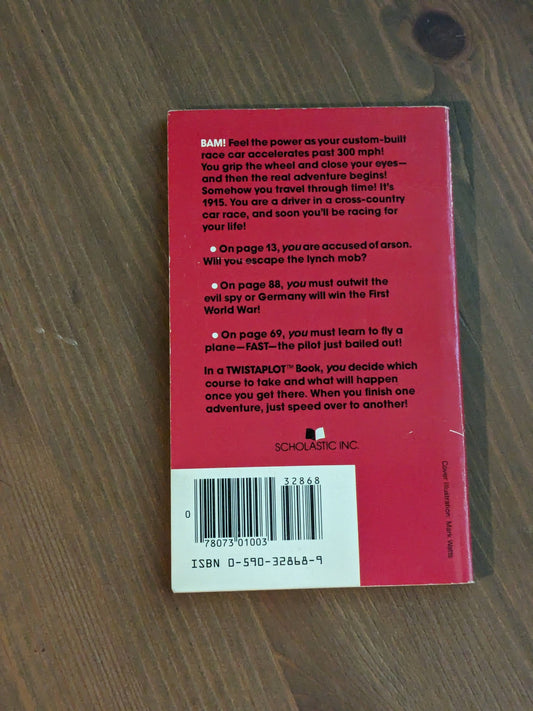 BAM! Feel the power as your custom-built
race car accelerates past 300 mph!
You grip the wheel and close your eyes—
and then the real adventure begins!
Somehow you travel through time! It's
1915. You are a driver in a cross-country
car race, and soon you'll be racing for
your life!
● On page 13, you are accused of arson.
Will you escape the lynch mob?
● On page 88, you must outwit the
evil spy or Germany will win the First
World War!
● On page 69, you must learn to fly a
plane—FAST—the pilot just bailed out!
In a TWISTAPLOT™ Book, you decide which
course to take and what will happen
once you get there. When you finish one
adventure, just speed over to another!
SCHOLASTIC INC.
Cover illustration: Mark Watts
32868
0
78073 01003
ISBN 0-590-32868-9